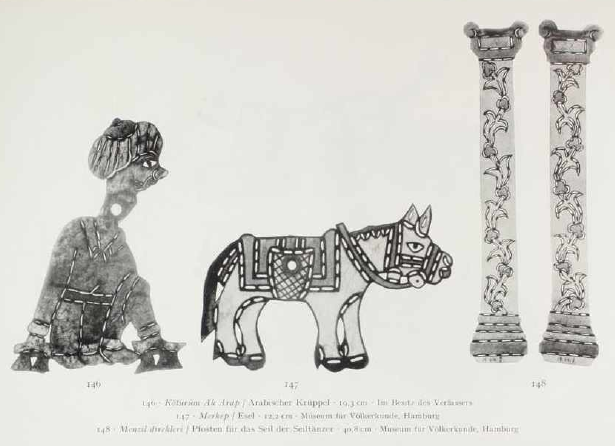 146
147
148
146 · Kötürüm Ak Arap / Arabischer Krüppel · 19,3 cm · Im Besitz des Verfassers
147 · Merkep / Esel · 12,2 cm · Museum für Völkerkunde, Hamburg
148 · Menzil direkleri / Pfosten für das Seil der Seiltänzer · 40,8 cm · Museum für Völkerkunde, Hamburg